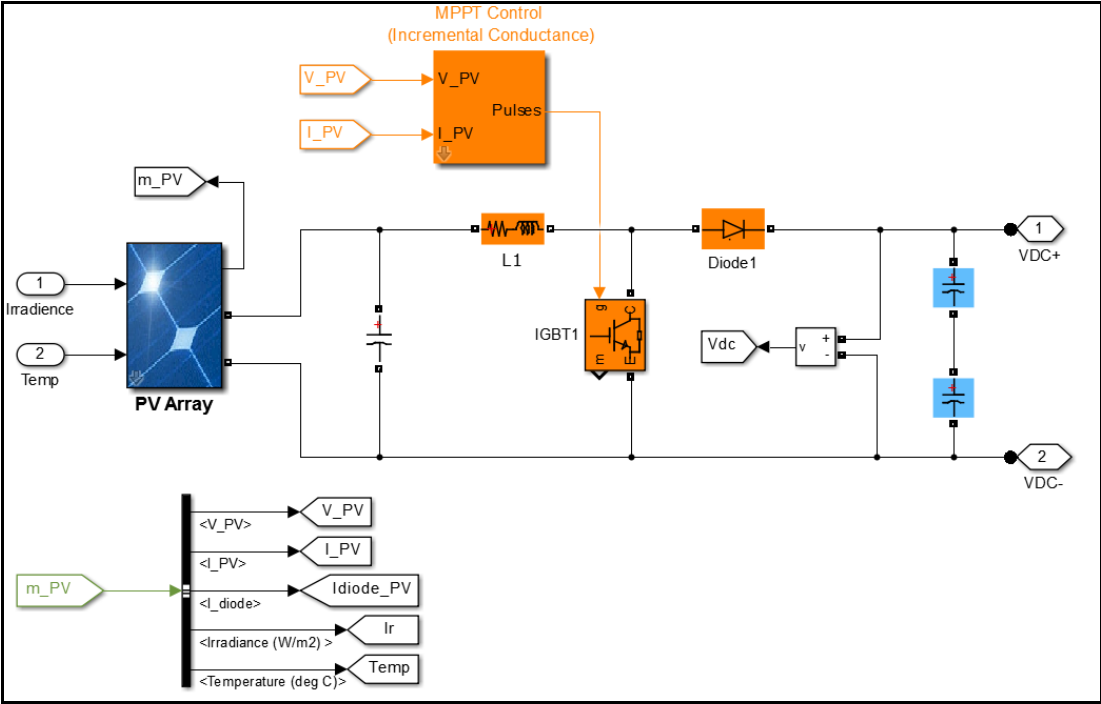 MPPT Control
(Incremental Conductance)
V_PV
V_PV
Pulses
I_PV
I_PV
m_PV
1
Irradience
2
Temp
PV Array
L1
Diode1
1
VDC+
g
C
IGBT1
m
E
Vdc
v
+
-
+
+
+
2
VDC-
m_PV
<V_PV>
V_PV
<I_PV>
I_PV
<I_diode>
Idiode_PV
<Irradiance (W/m2) >
Ir
<Temperature (deg C)>
Temp